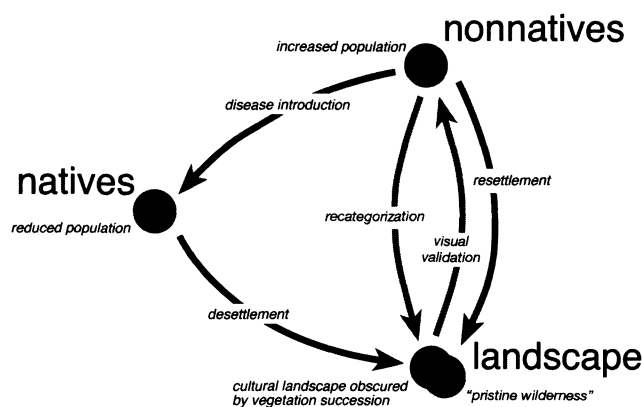 nonnatives
increased population
disease introduction
natives
reduced population
resettlement
recategorization
visual
validation
desettlement
landscape
cultural landscape obscured
by vegetation succession
"pristine wilderness"